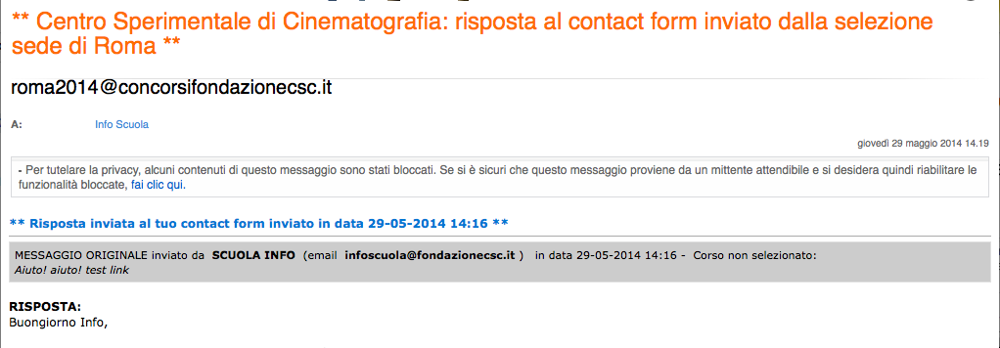 ** Centro Sperimentale di Cinematografia: risposta al contact form inviato dalla selezione
sede di Roma **
roma2014@concorsifondazionecsc.it
A: Info Scuola
giovedì 29 maggio 2014 14.19
- Per tutelare la privacy, alcuni contenuti di questo messaggio sono stati bloccati. Se si è sicuri che questo messaggio proviene da un mittente attendibile e si desidera quindi riabilitare le
funzionalità bloccate, fai clic qui.
** Risposta inviata al tuo contact form inviato in data 29-05-2014 14:16 **
MESSAGGIO ORIGINALE inviato da SCUOLA INFO (email infoscuola@fondazionecsc.it ) in data 29-05-2014 14:16 - Corso non selezionato:
Aiuto! aiuto! test link
RISPOSTA:
Buongiorno Info,